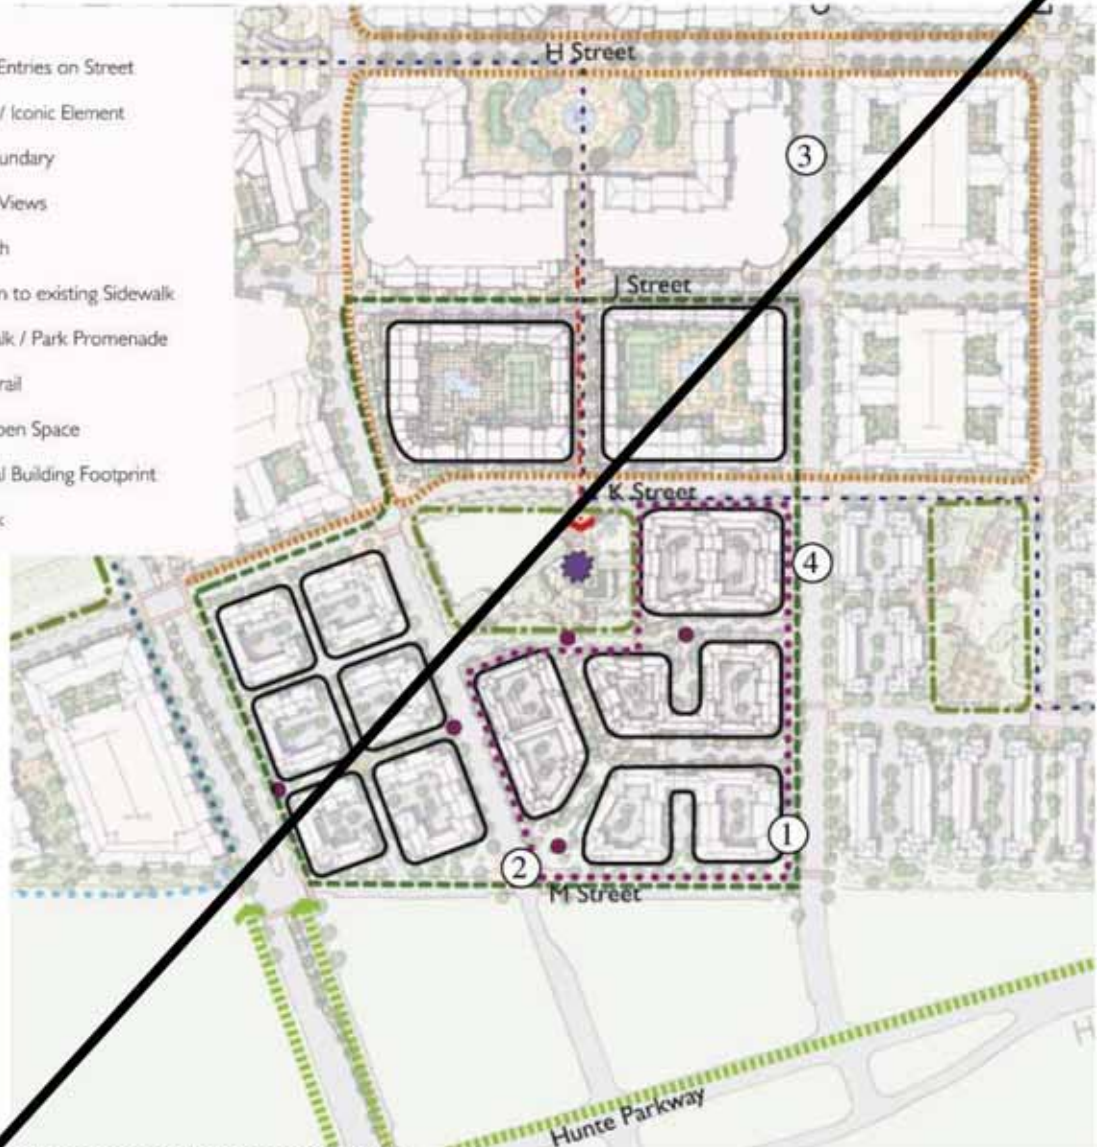 Entries on Street
/ Iconic Element
undary
Views
h
n to existing Sidewalk
lk / Park Promenade
rail
pen Space
l Building Footprint
k
H Street
3
J Street
K Street
4
1
2
M Street
Hunte Parkway
H